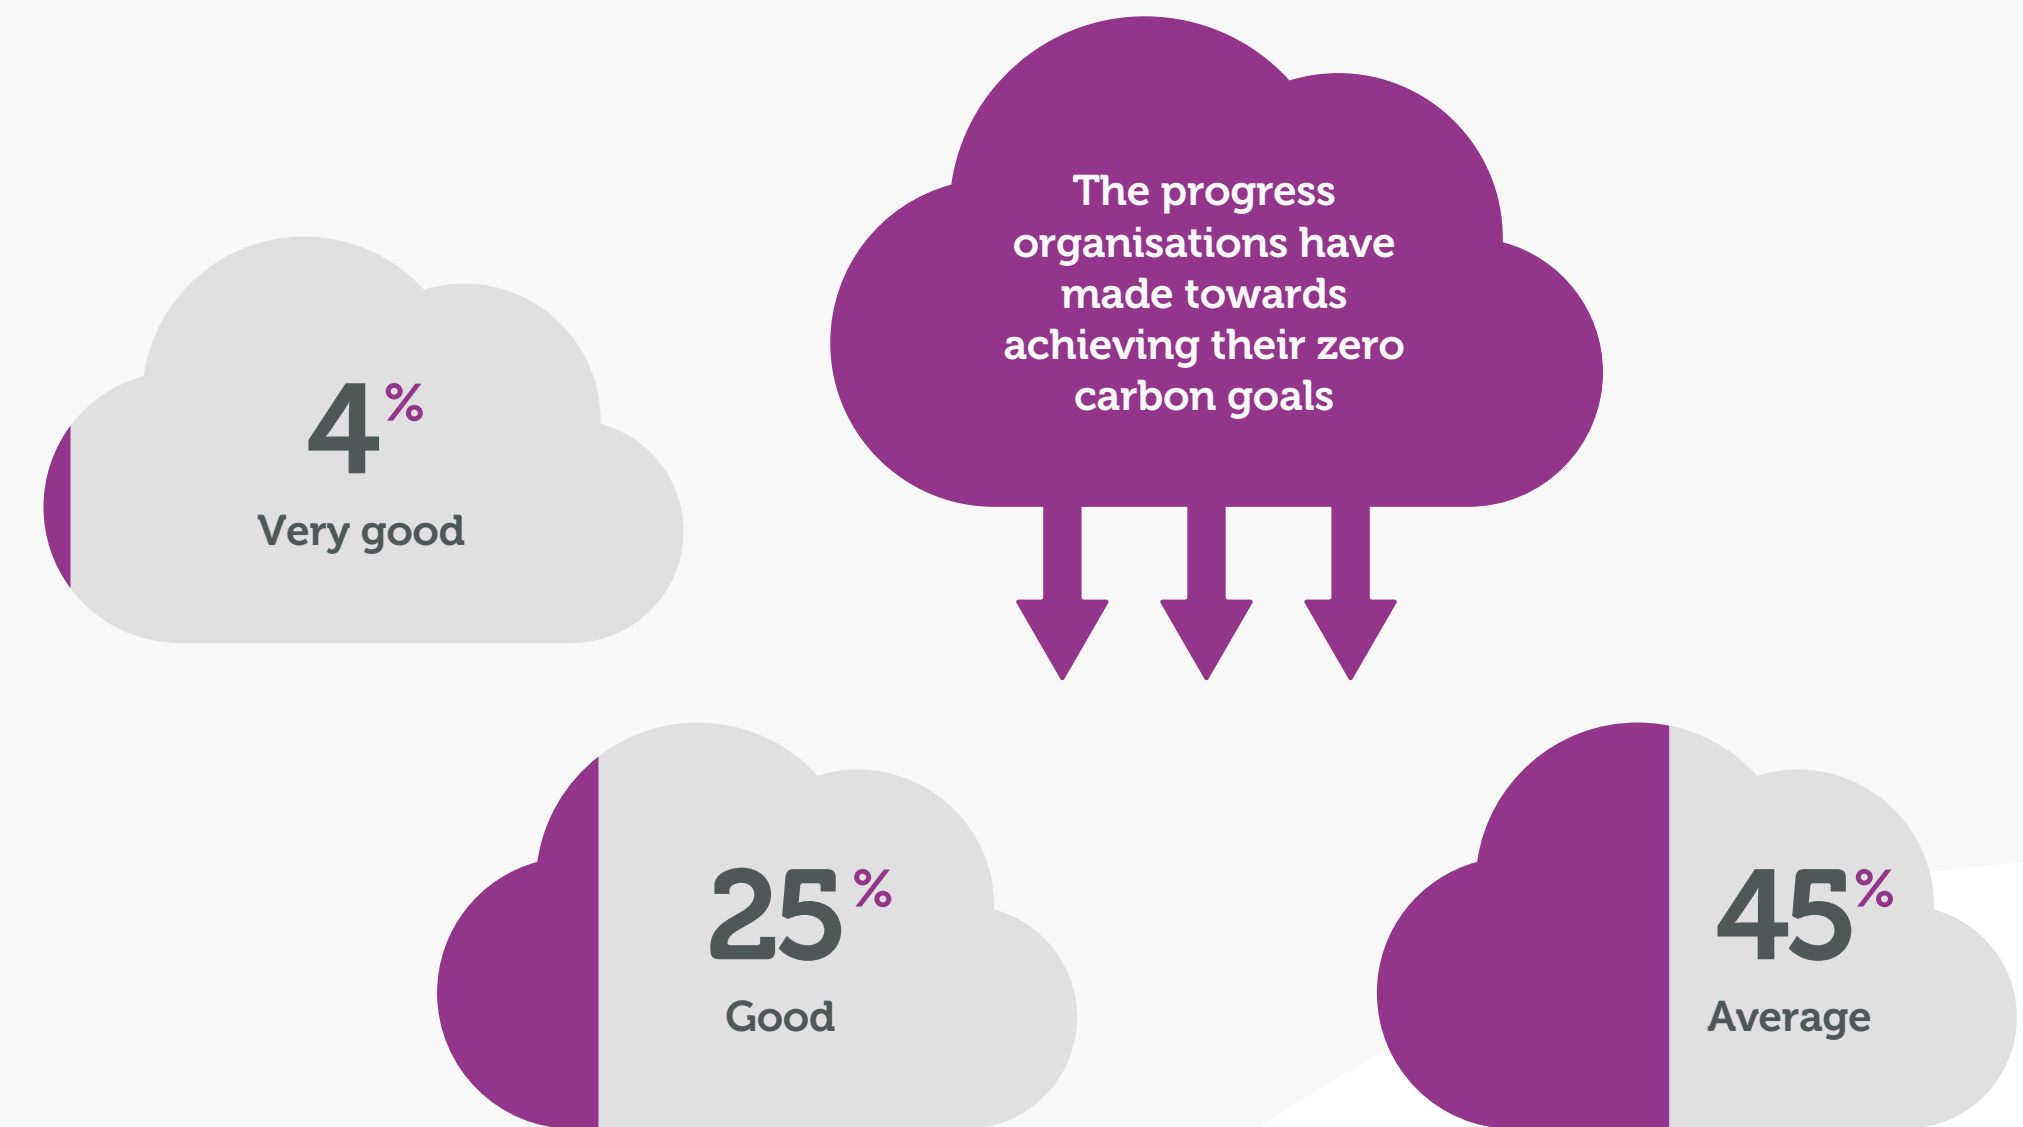 The progress
organisations have
made towards
achieving their zero
carbon goals
4%
Very good
25%
Good
45%
Average